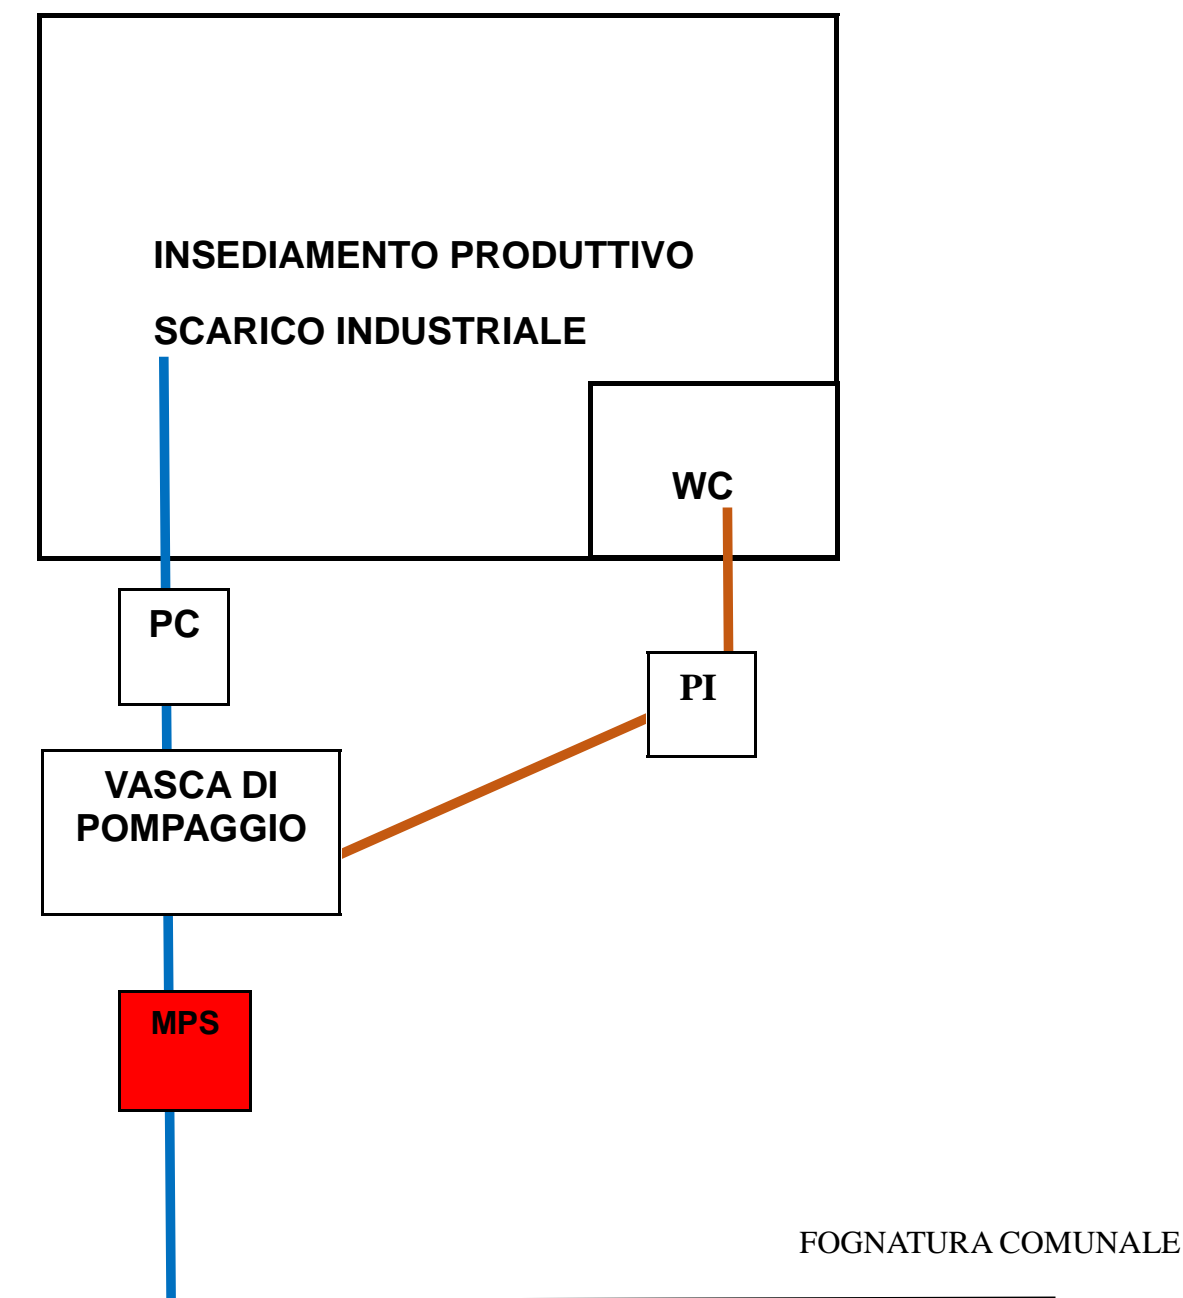 INSEDIAMENTO PRODUTTIVO
SCARICO INDUSTRIALE
WC
PC
PI
VASCA DI
POMPAGGIO
MPS
FOGNATURA COMUNALE